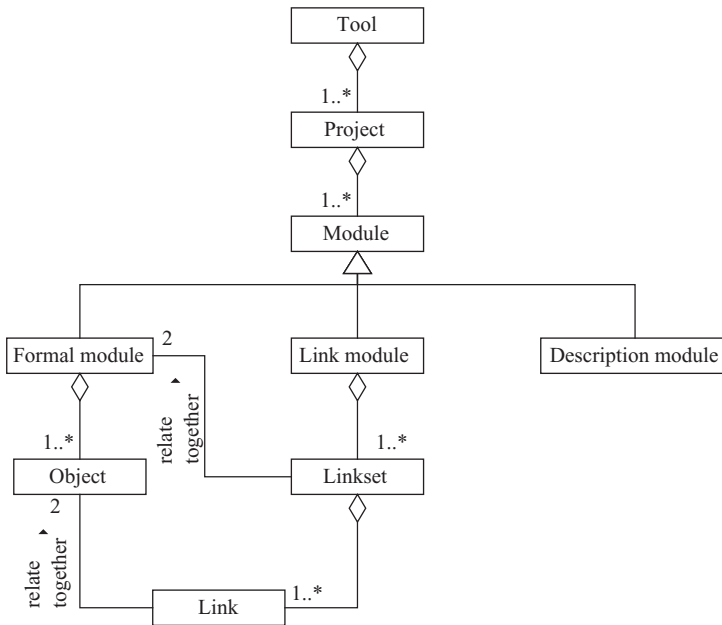 Tool
1..*
Project
1..*
Module
Formal module
2
Link module
Description module
relate
together
1..*
1..*
Object
Linkset
2
relate
together
1..*
Link